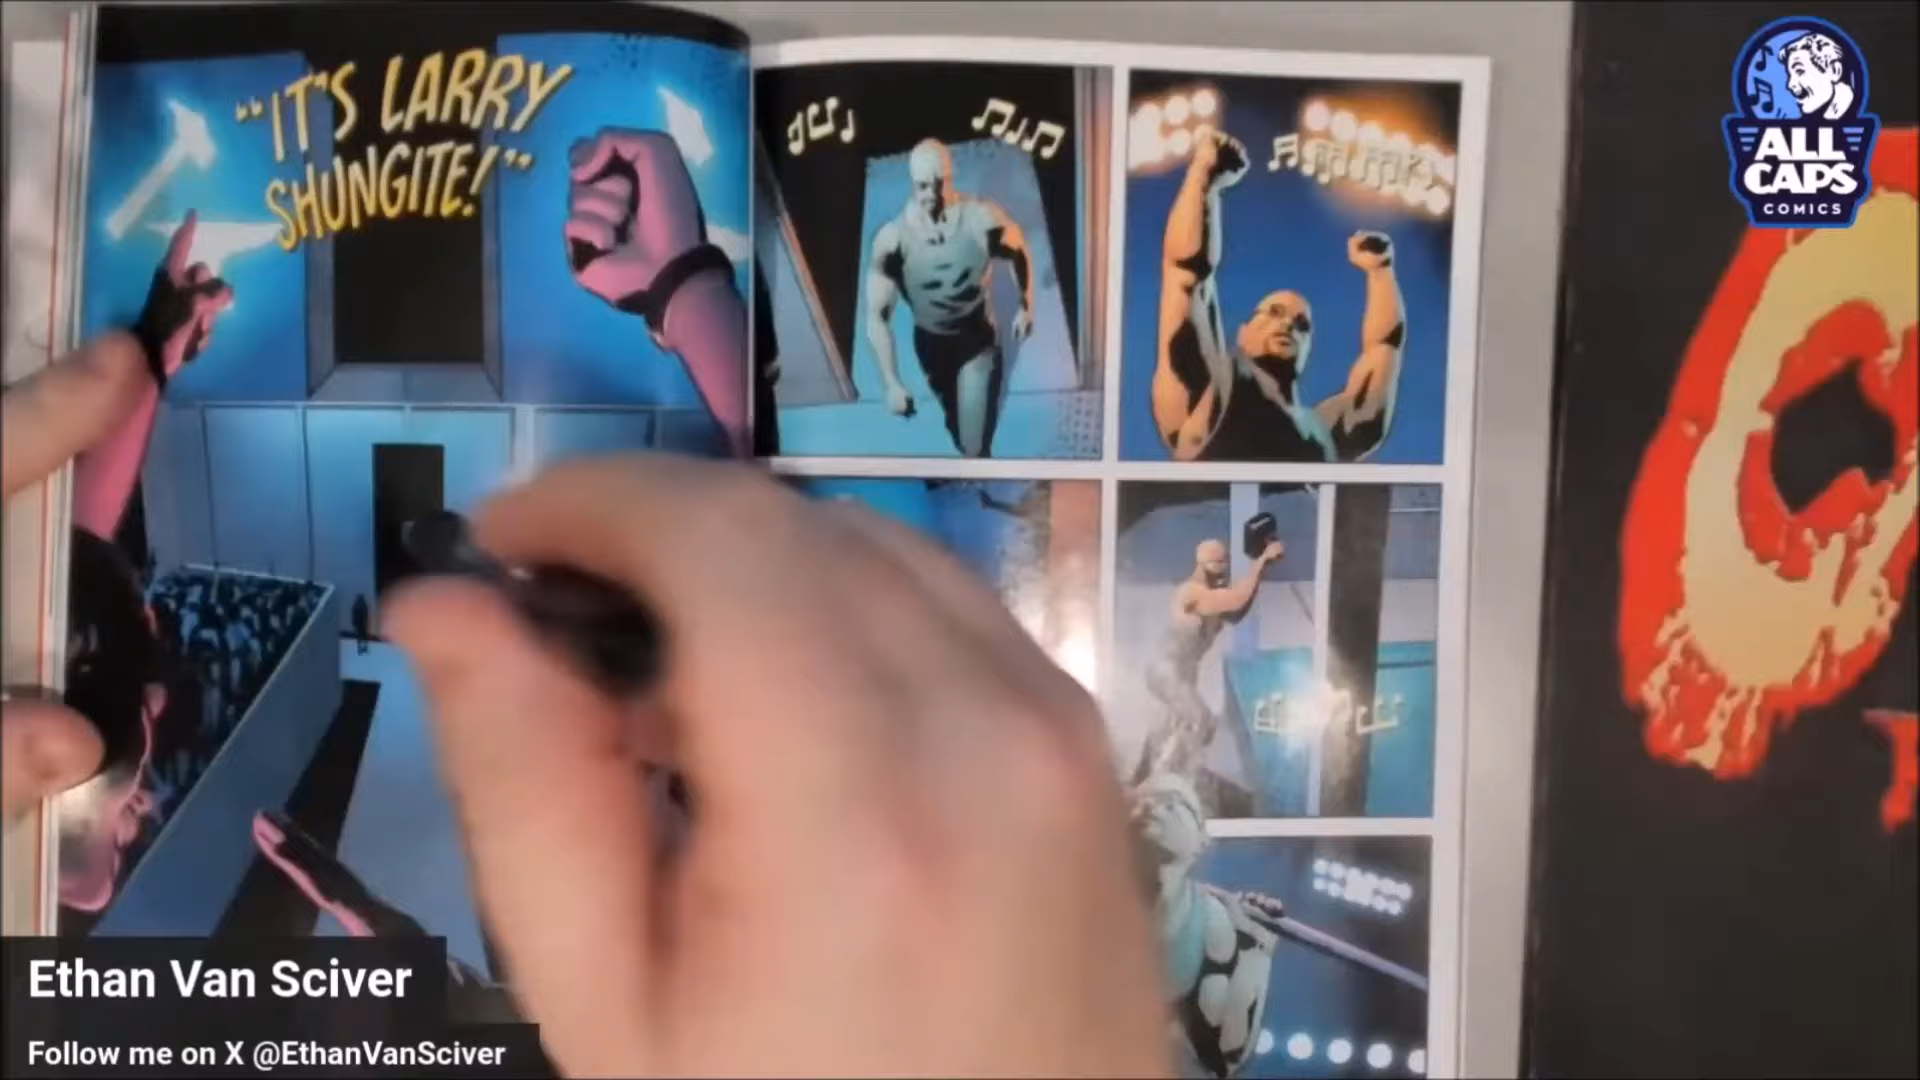 "IT'S LARRY
SHUNGITE!"
ALL
CAPS
COMICS
Ethan Van Sciver
Follow me on X @EthanVanSciver